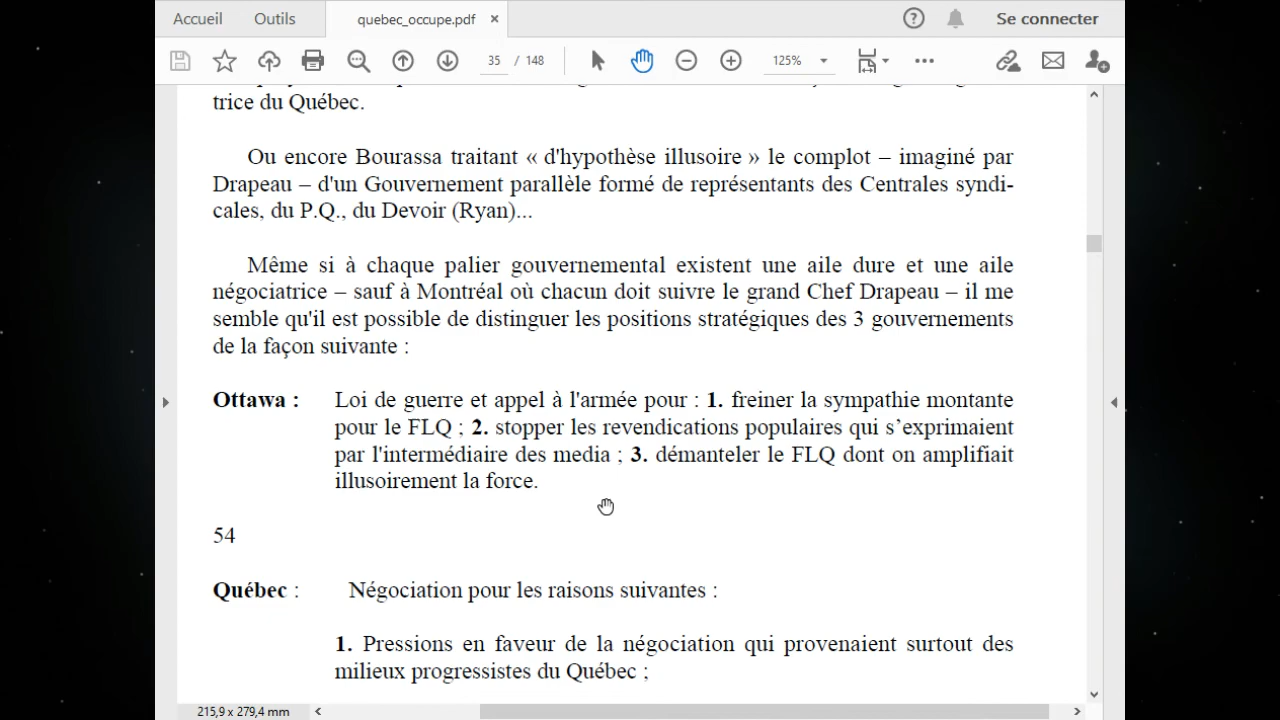 Accueil Outils quebec_occupe.pdf × ? Se connecter
35 / 148 125%
trice du Québec.
Ou encore Bourassa traitant « d'hypothèse illusoire » le complot – imaginé par
Drapeau – d'un Gouvernement parallèle formé de représentants des Centrales syndi-
cales, du P.Q., du Devoir (Ryan)...
Même si à chaque palier gouvernemental existent une aile dure et une aile
négociatrice – sauf à Montréal où chacun doit suivre le grand Chef Drapeau – il me
semble qu'il est possible de distinguer les positions stratégiques des 3 gouvernements
de la façon suivante :
Ottawa : Loi de guerre et appel à l'armée pour : 1. freiner la sympathie montante
pour le FLQ ; 2. stopper les revendications populaires qui s’exprimaient
par l'intermédiaire des media ; 3. démanteler le FLQ dont on amplifiait
illusoirement la force.
54
Québec : Négociation pour les raisons suivantes :
1. Pressions en faveur de la négociation qui provenaient surtout des
milieux progressistes du Québec ;
215,9 x 279,4 mm